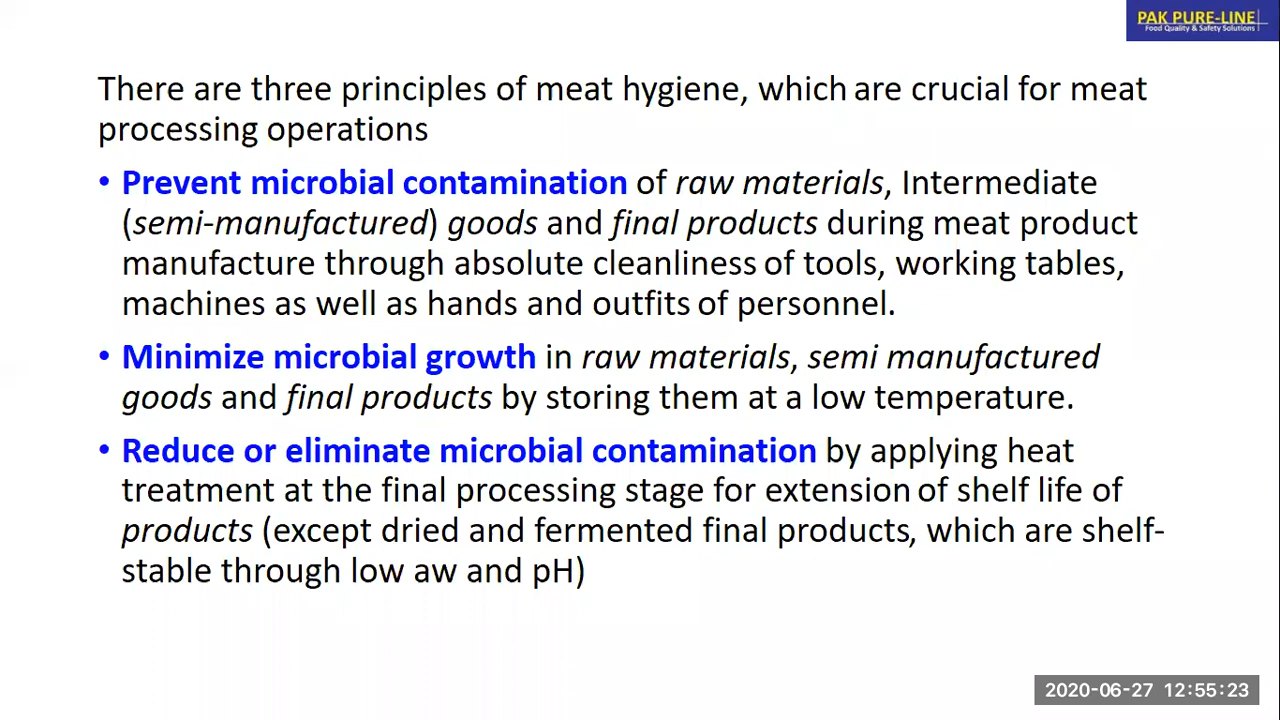 PAK PURE-LINE
Food Quality & Safety Solutions
There are three principles of meat hygiene, which are crucial for meat
processing operations
• Prevent microbial contamination of raw materials, Intermediate
(semi-manufactured) goods and final products during meat product
manufacture through absolute cleanliness of tools, working tables,
machines as well as hands and outfits of personnel.
• Minimize microbial growth in raw materials, semi manufactured
goods and final products by storing them at a low temperature.
• Reduce or eliminate microbial contamination by applying heat
treatment at the final processing stage for extension of shelf life of
products (except dried and fermented final products, which are shelf-
stable through low aw and pH)
2020-06-27 12:55:23